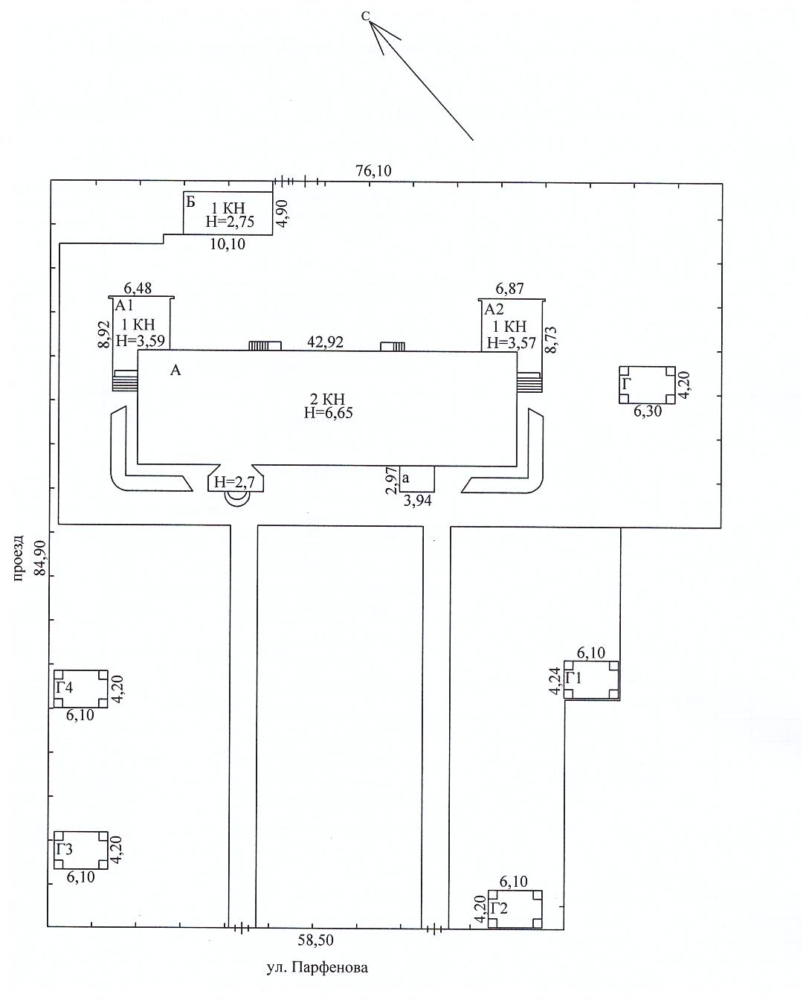 С
76,10
Б
1 КН
Н=2,75
4,90
10,10
6,48
А1
1 КН
Н=3,59
8,92
6,87
А2
1 КН
Н=3,57
8,73
42,92
А
2 КН
Н=6,65
Г
4,20
6,30
Н=2,7
2,97
а
3,94
проезд
84,90
6,10
4,24
Г1
Г4
4,20
6,10
Г3
4,20
6,10
6,10
4,20
Г2
58,50
ул. Парфенова